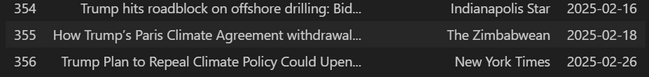 354 Trump hits roadblock on offshore drilling: Bid... Indianapolis Star 2025-02-16
355 How Trump's Paris Climate Agreement withdrawal... The Zimbabwean 2025-02-18
356 Trump Plan to Repeal Climate Policy Could Upen... New York Times 2025-02-26